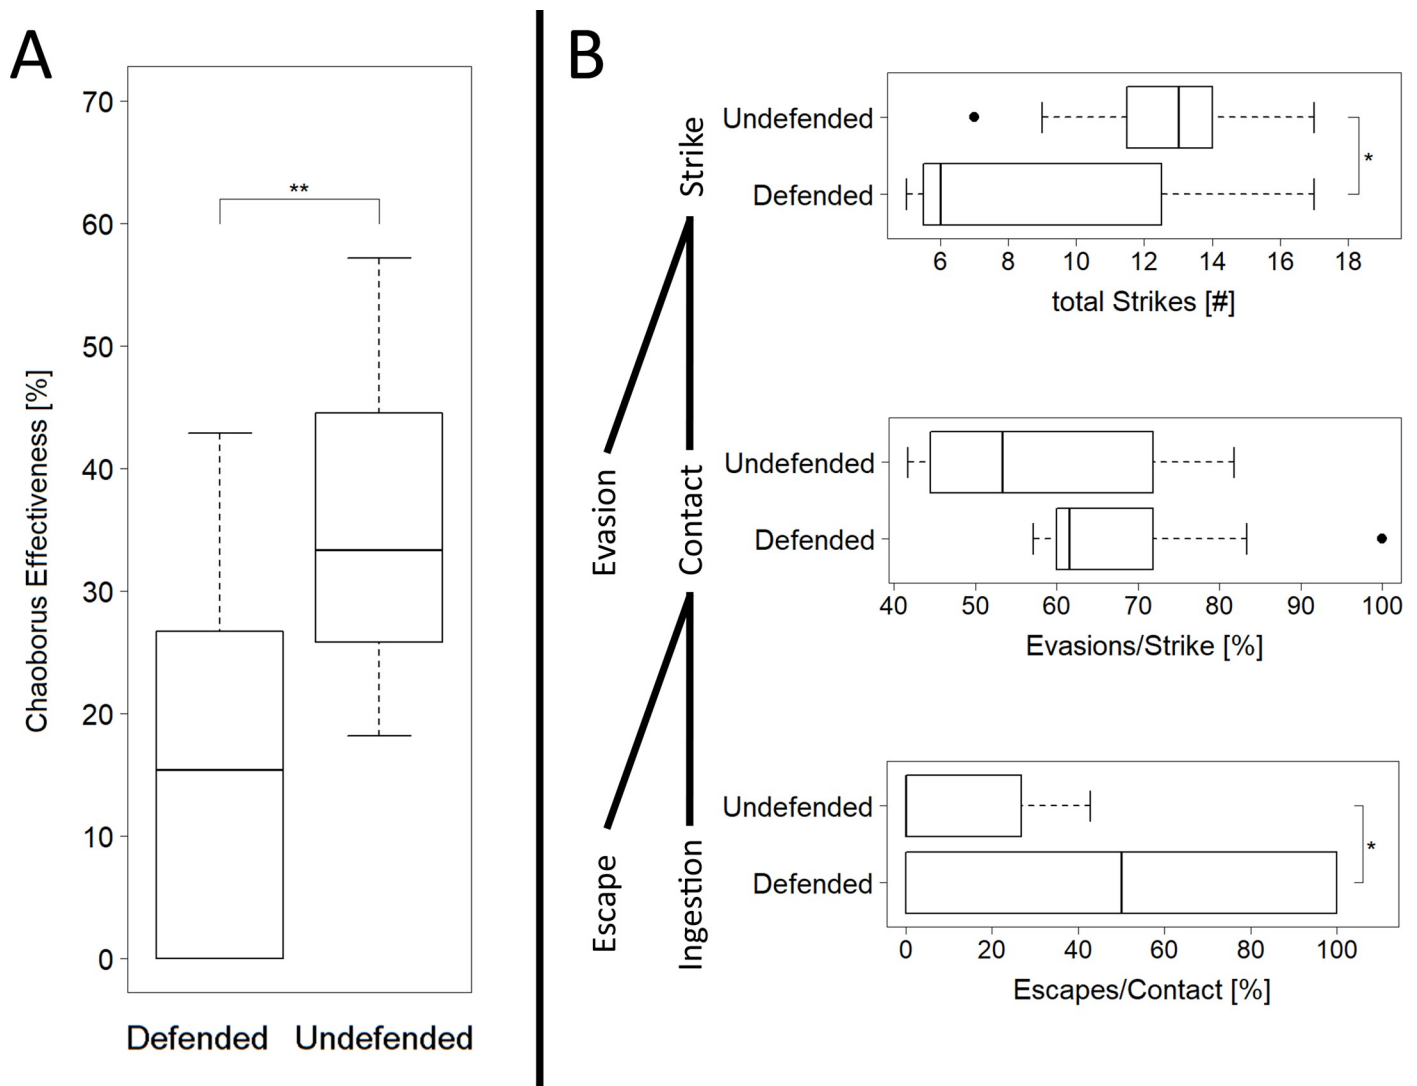 A
70
60
50
40
30
20
10
0
Chaoborus Effectiveness [%]
**
Defended
Undefended
B
Strike
Evasion
Contact
Escape
Ingestion
Undefended
Defended
*
6 8 10 12 14 16 18
total Strikes [#]
Undefended
Defended
40 50 60 70 80 90 100
Evasions/Strike [%]
Undefended
Defended
*
0 20 40 60 80 100
Escapes/Contact [%]